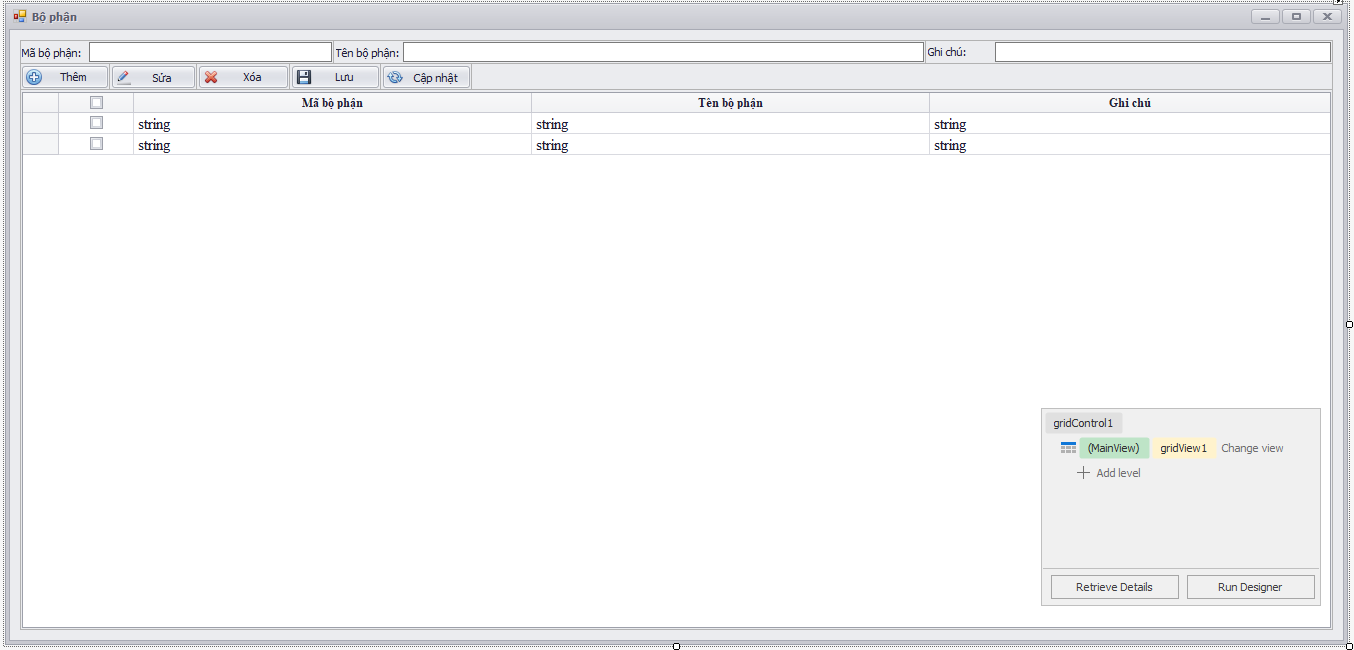 Bộ phận
Mã bộ phận: Tên bộ phận: Ghi chú:
Thêm Sửa Xóa Lưu Cập nhật
Mã bộ phận Tên bộ phận Ghi chú
string string string
string string string
gridControl1
(MainView) gridView1 Change view
Add level
Retrieve Details Run Designer